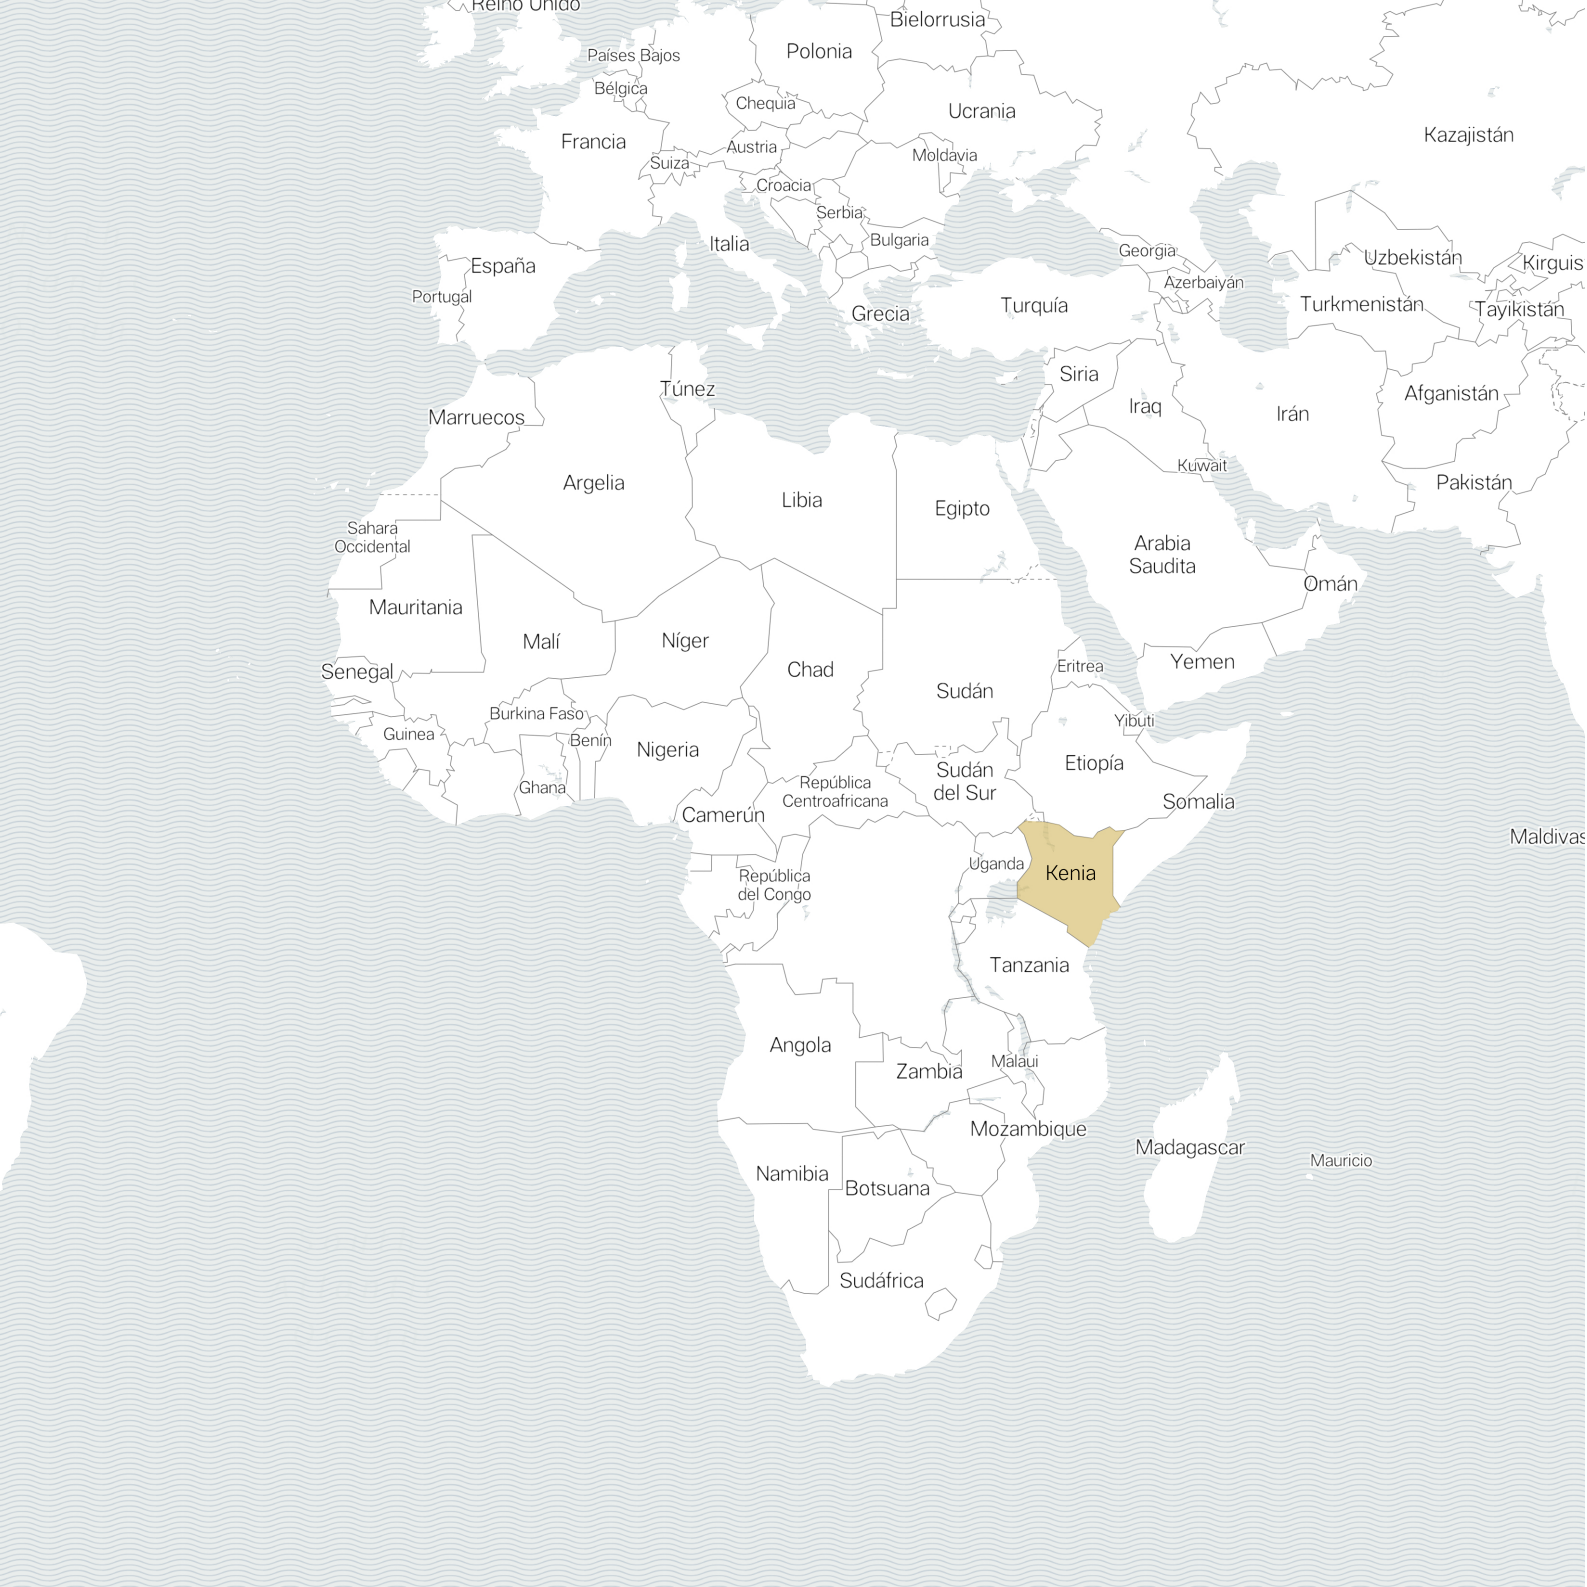 Reino Unido
Bielorrusia
Países Bajos
Polonia
Bélgica
Chequia
Ucrania
Francia
Kazajistán
Austria
Suiza
Moldavia
Croacia
Serbia
Bulgaria
Italia
Georgia
Uzbekistán
Kirguis
España
Azerbaiyán
Portugal
Turquía
Turkmenistán
Tayikistán
Grecia
Siria
Túnez
Afganistán
Iraq
Irán
Marruecos
Kuwait
Argelia
Pakistán
Libia
Egipto
Sahara
Occidental
Arabia
Saudita
Omán
Mauritania
Malí
Níger
Senegal
Chad
Eritrea
Yemen
Sudán
Burkina Faso
Yibuti
Guinea
Benín
Nigeria
Etiopía
Sudán
del Sur
Ghana
República
Centroafricana
Somalia
Camerún
Maldivas
Uganda
Kenia
República
del Congo
Tanzania
Angola
Zambia
Malaui
Mozambique
Madagascar
Mauricio
Namibia
Botsuana
Sudáfrica